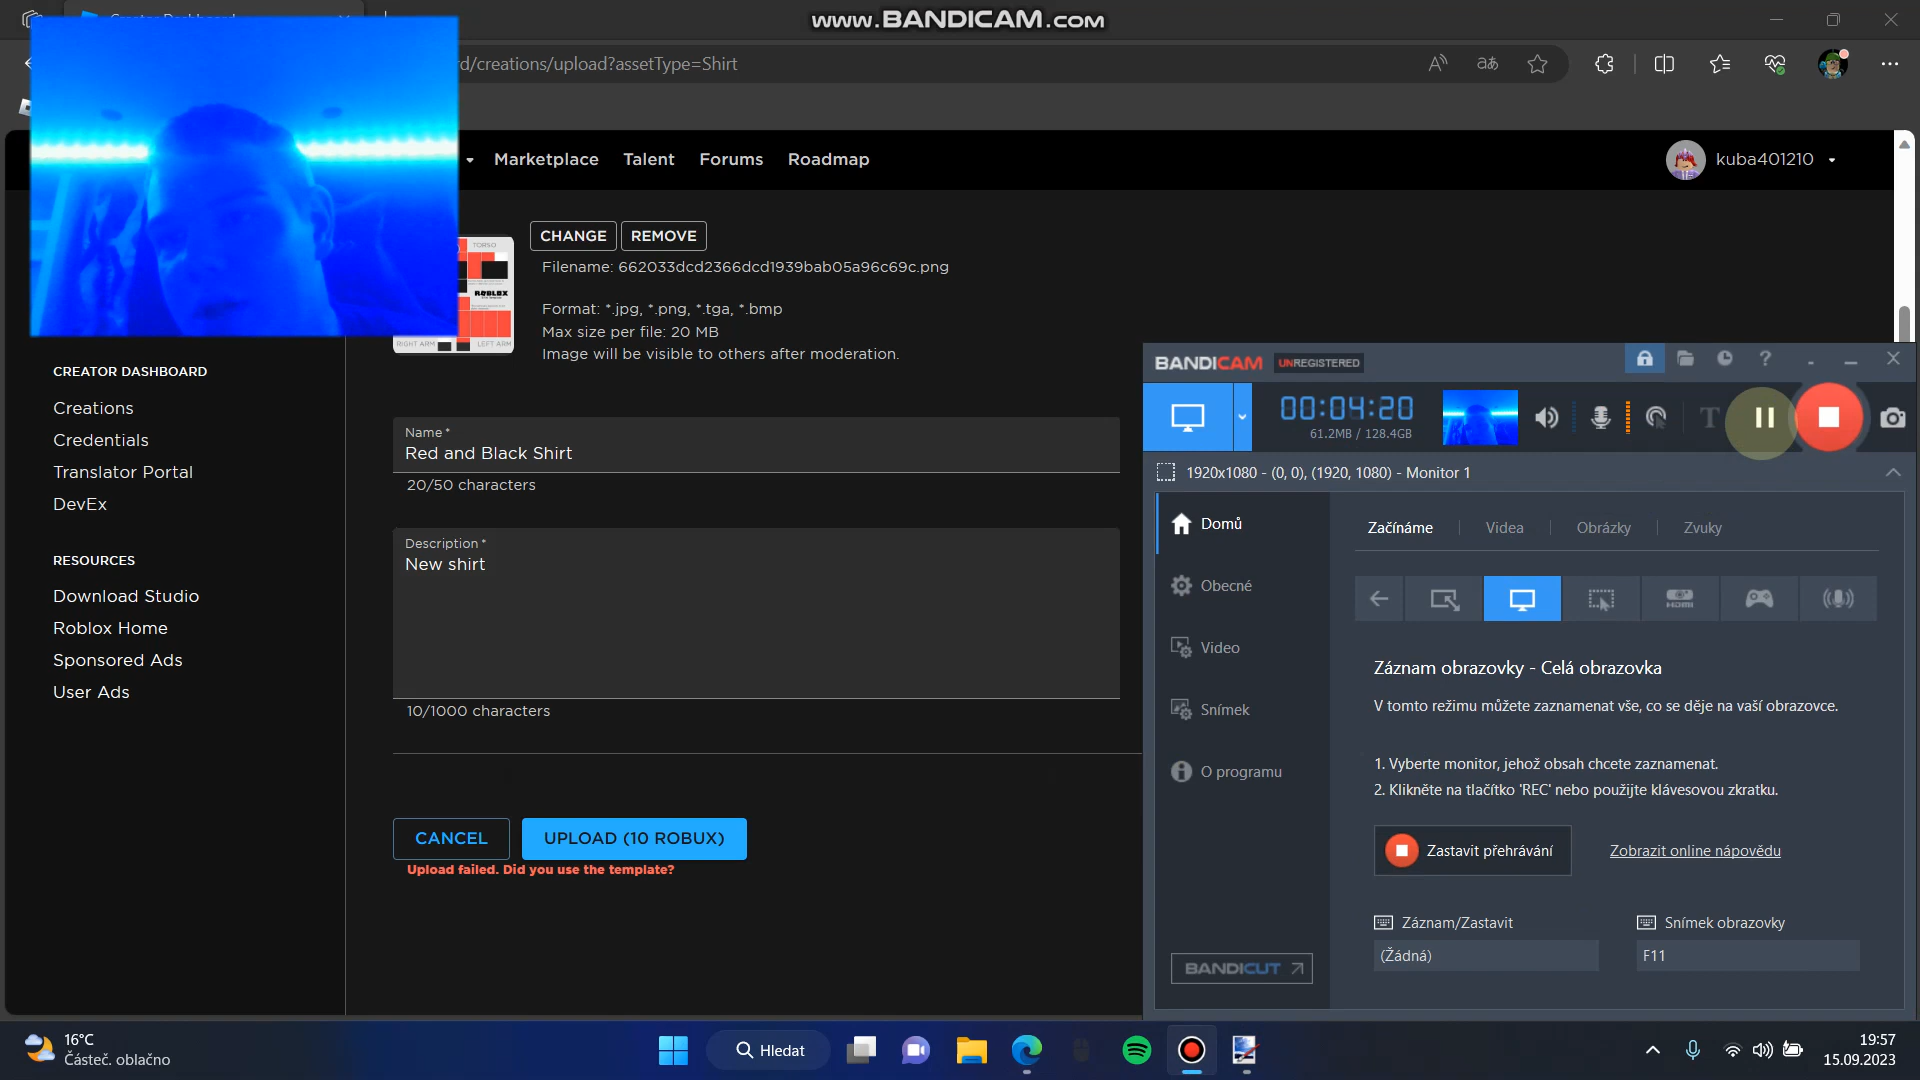 www.BANDICAM.com
d/creations/upload?assetType=Shirt
Marketplace
Talent
Forums
Roadmap
kuba401210
TORSO
ROBLOX
RIGHT ARM
LEFT ARM
CHANGE
REMOVE
Filename: 662033dcd2366dcd1939bab05a96c69c.png
Format: *.jpg, *.png, *.tga, *.bmp
Max size per file: 20 MB
Image will be visible to others after moderation.
CREATOR DASHBOARD
Creations
Credentials
Translator Portal
DevEx
RESOURCES
Download Studio
Roblox Home
Sponsored Ads
User Ads
Name *
Red and Black Shirt
20/50 characters
Description *
New shirt
10/1000 characters
CANCEL
UPLOAD (10 ROBUX)
Upload failed. Did you use the template?
BANDICAM UNREGISTERED
00:04:20
61.2MB / 128.4GB
1920x1080 - (0, 0), (1920, 1080) - Monitor 1
Domů
Obecné
Video
Snímek
O programu
BANDICUT
Začínáme
Videa
Obrázky
Zvuky
HDMI
Záznam obrazovky - Celá obrazovka
V tomto režimu můžete zaznamenat vše, co se děje na vaší obrazovce.
1. Vyberte monitor, jehož obsah chcete zaznamenat.
2. Klikněte na tlačítko 'REC' nebo použijte klávesovou zkratku.
Zastavit přehrávání
Zobrazit online nápovědu
Záznam/Zastavit
(Žádná)
Snímek obrazovky
F11
16°C
Částeč. oblačno
Hledat
19:57
15.09.2023